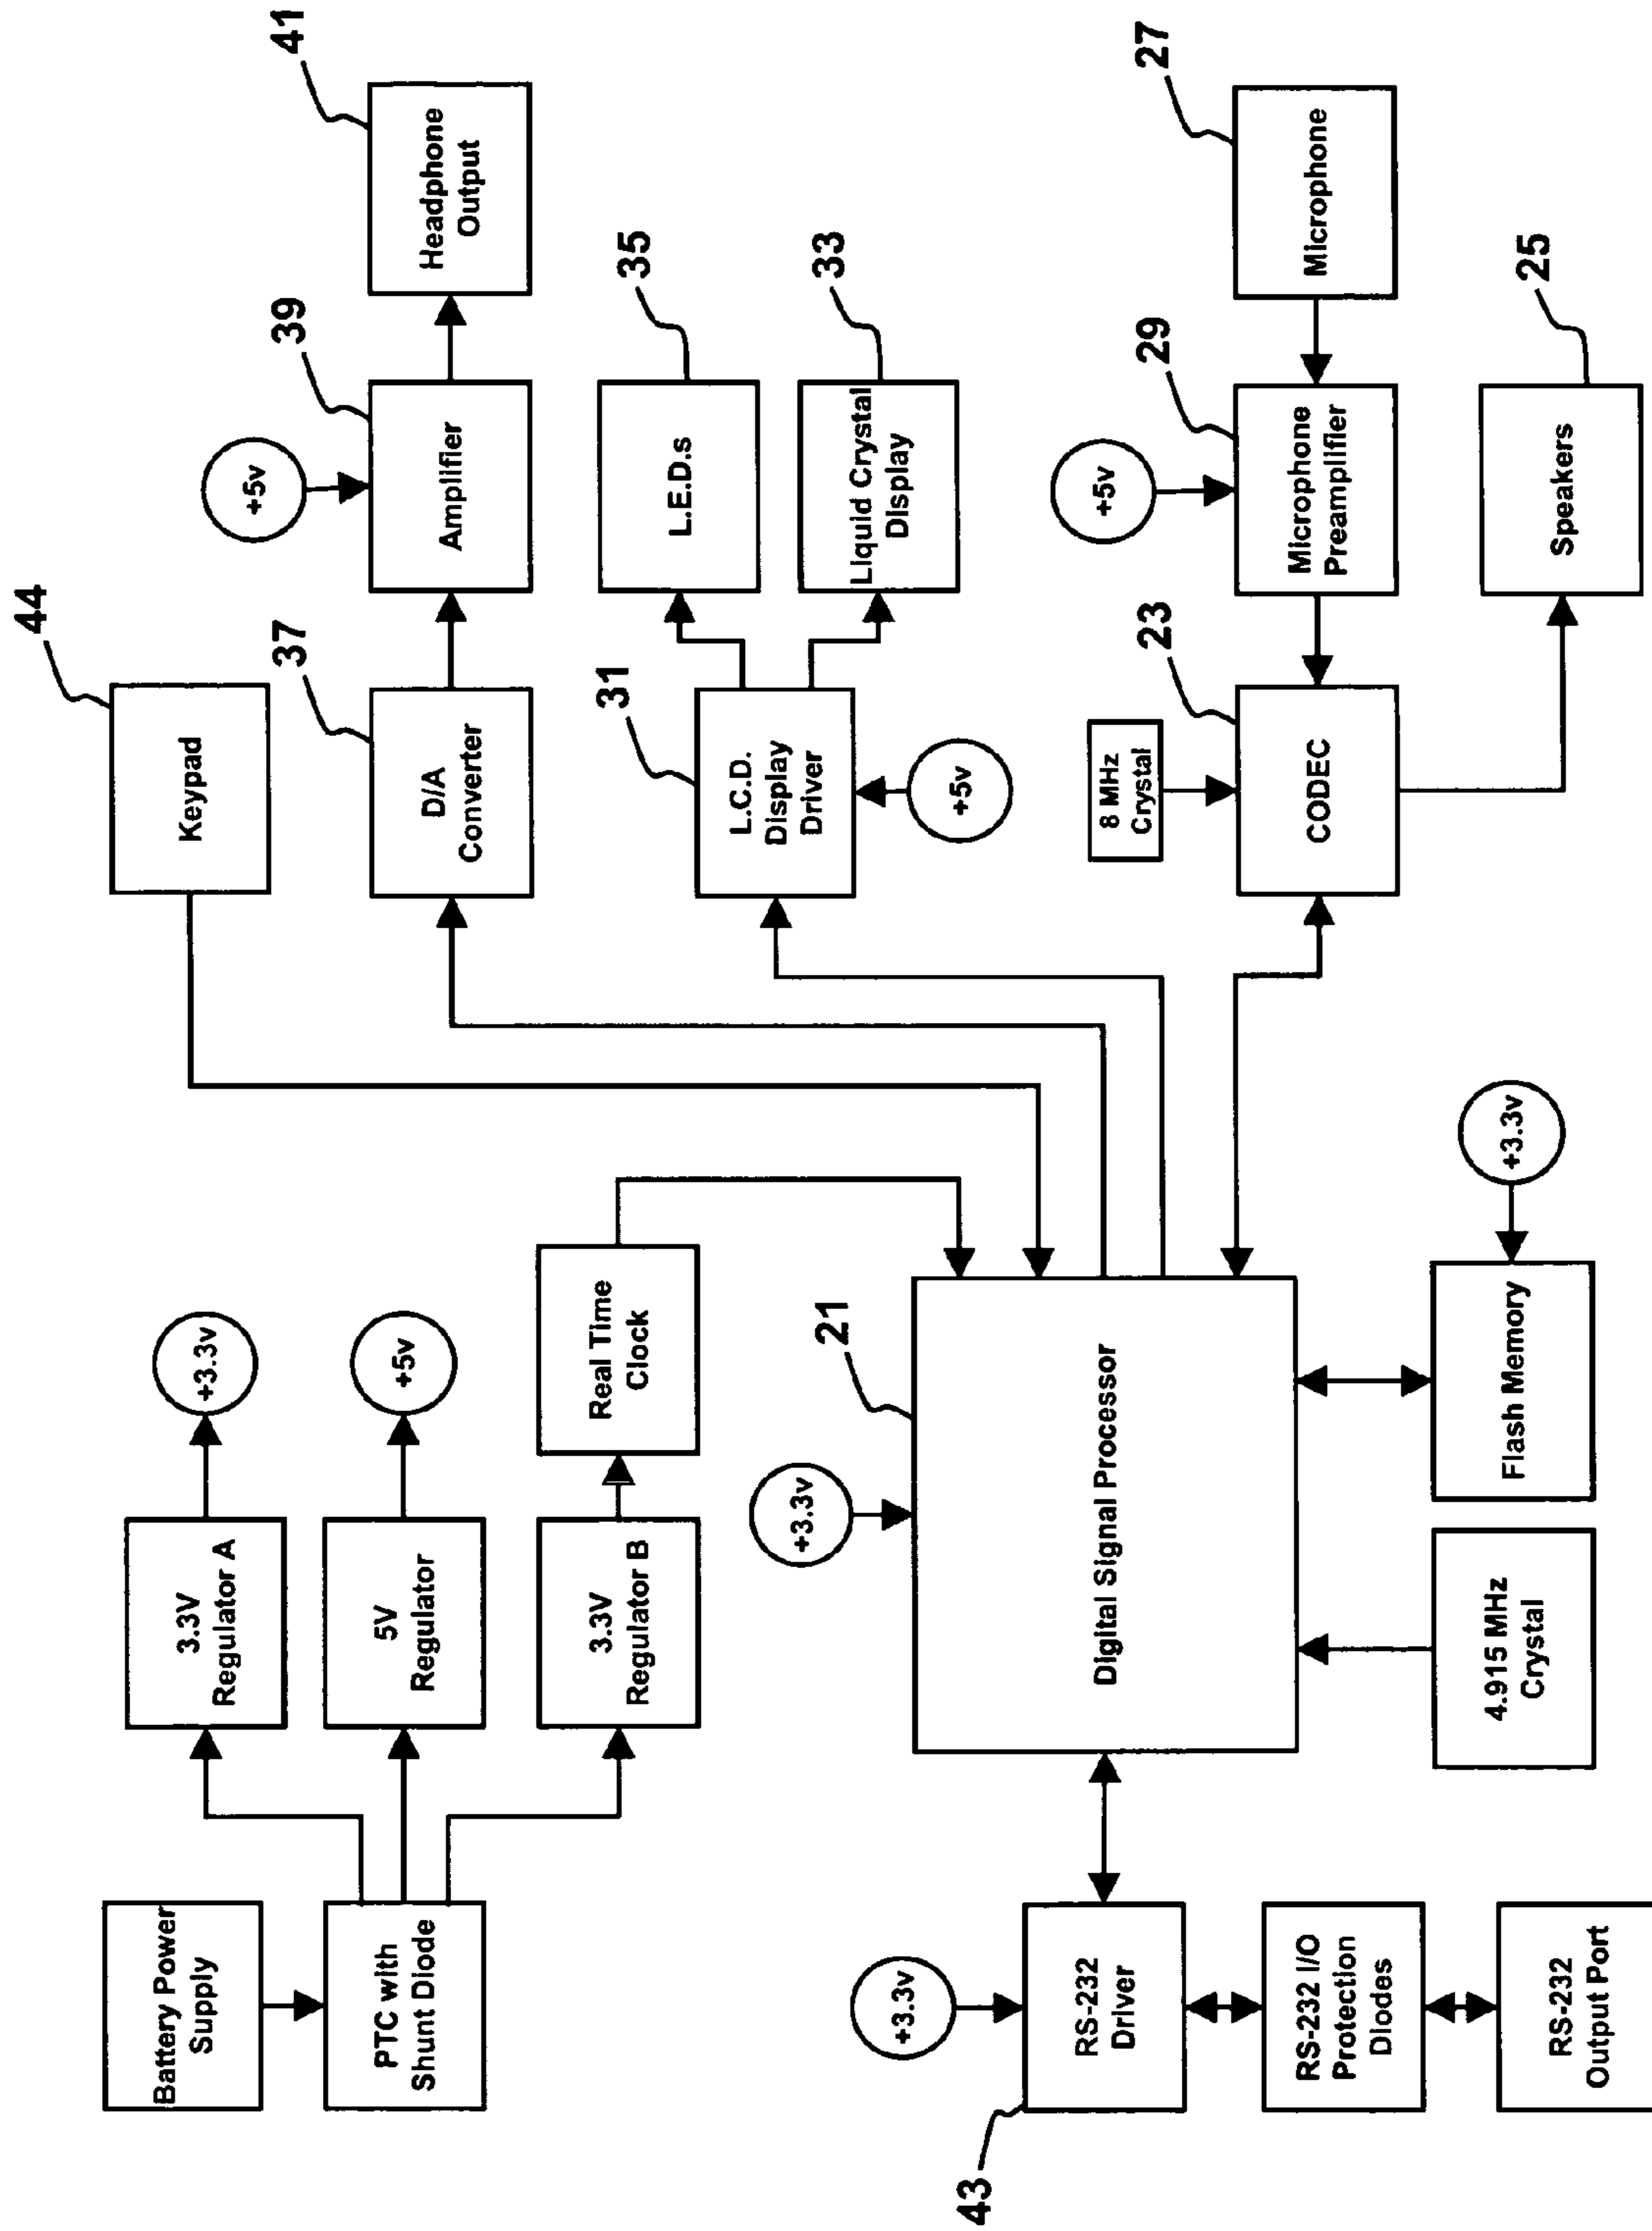 Battery Power
Supply
PTC with
Shunt Diode
3.3V
Regulator A
+3.3v
5V
Regulator
+5v
3.3V
Regulator B
Real Time
Clock
44
Keypad
37
D/A
Converter
+5v
39
Amplifier
41
Headphone
Output
31
L.C.D.
Display
Driver
+5v
35
L.E.D.s
33
Liquid Crystal
Display
+3.3v
21
Digital Signal Processor
43
+3.3v
RS-232
Driver
RS-232 I/O
Protection
Diodes
RS-232
Output Port
4.915 MHz
Crystal
Flash Memory
+3.3v
8 MHz
Crystal
23
CODEC
+5v
29
Microphone
Preamplifier
27
Microphone
25
Speakers